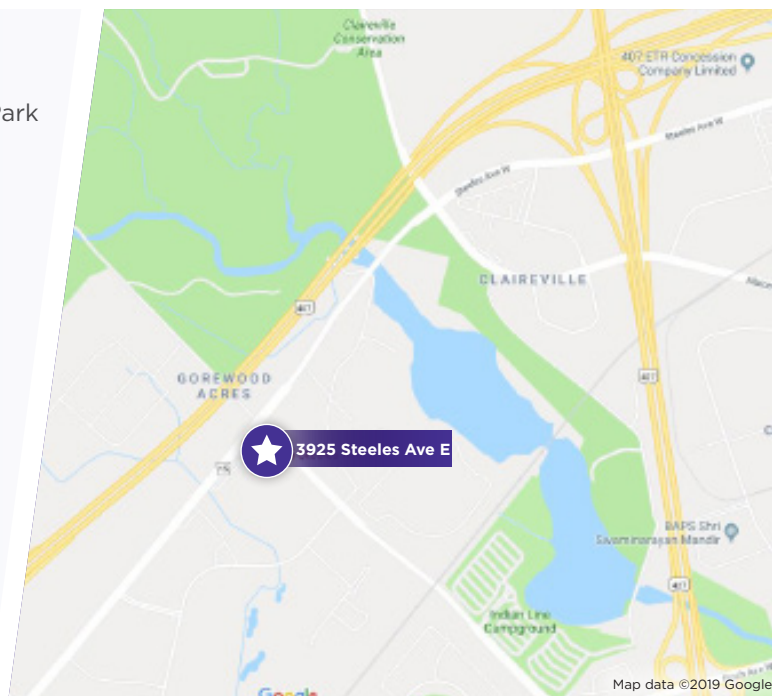 Claireville
Conservation
Area
407 ETR Concession
Company Limited
Park
Steeles Ave W
Steeles Ave W
CLAIREVILLE
407
GOREWOOD
ACRES
407
3925 Steeles Ave E
BAPS Shri
Swaminarayan Mandir
Indian Line
Campground
Google
Map data ©2019 Google